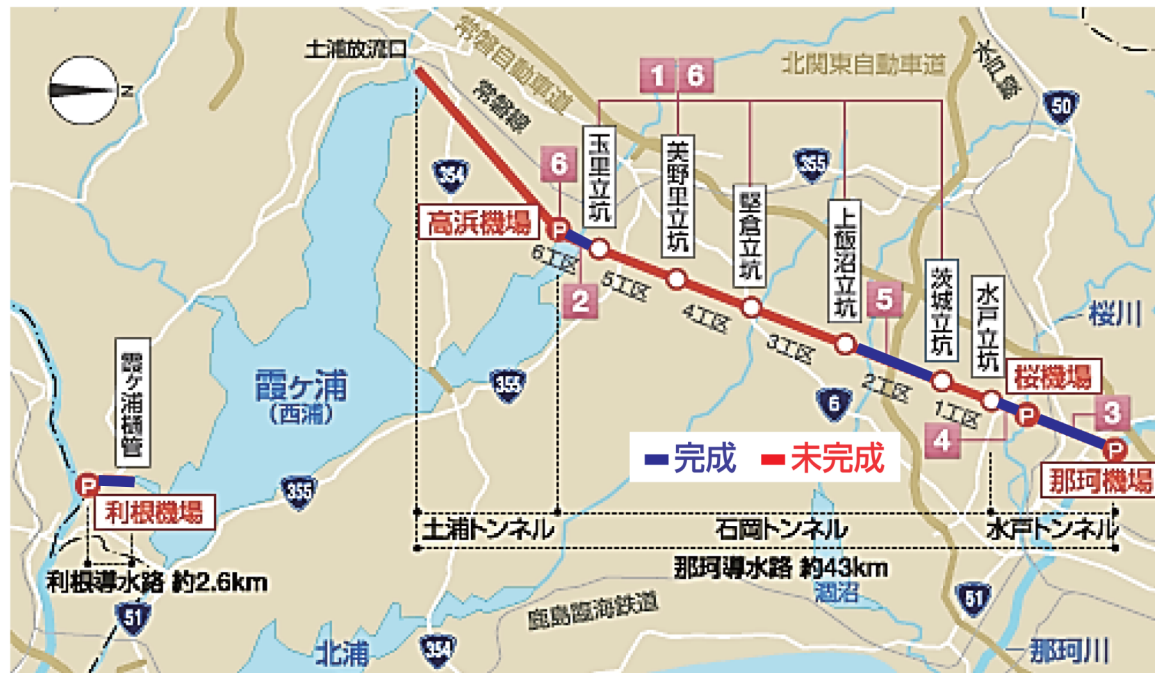 土浦放流口
常磐自動車道
常磐線
北関東自動車道
水戸線
N
50
1
6
355
354
6
玉里立坑
美野里立坑
堅倉立坑
上飯沼立坑
茨城立坑
水戸立坑
高浜機場
P
6工区
5工区
4工区
3工区
2工区
1工区
2
5
桜川
桜機場
P
3
4
6
霞ヶ浦
(西浦)
355
霞ヶ浦樋管
完成
未完成
那珂機場
P
P
利根機場
355
土浦トンネル
石岡トンネル
水戸トンネル
利根導水路 約2.6km
那珂導水路 約43km
涸沼
51
51
鹿島臨海鉄道
北浦
354
那珂川